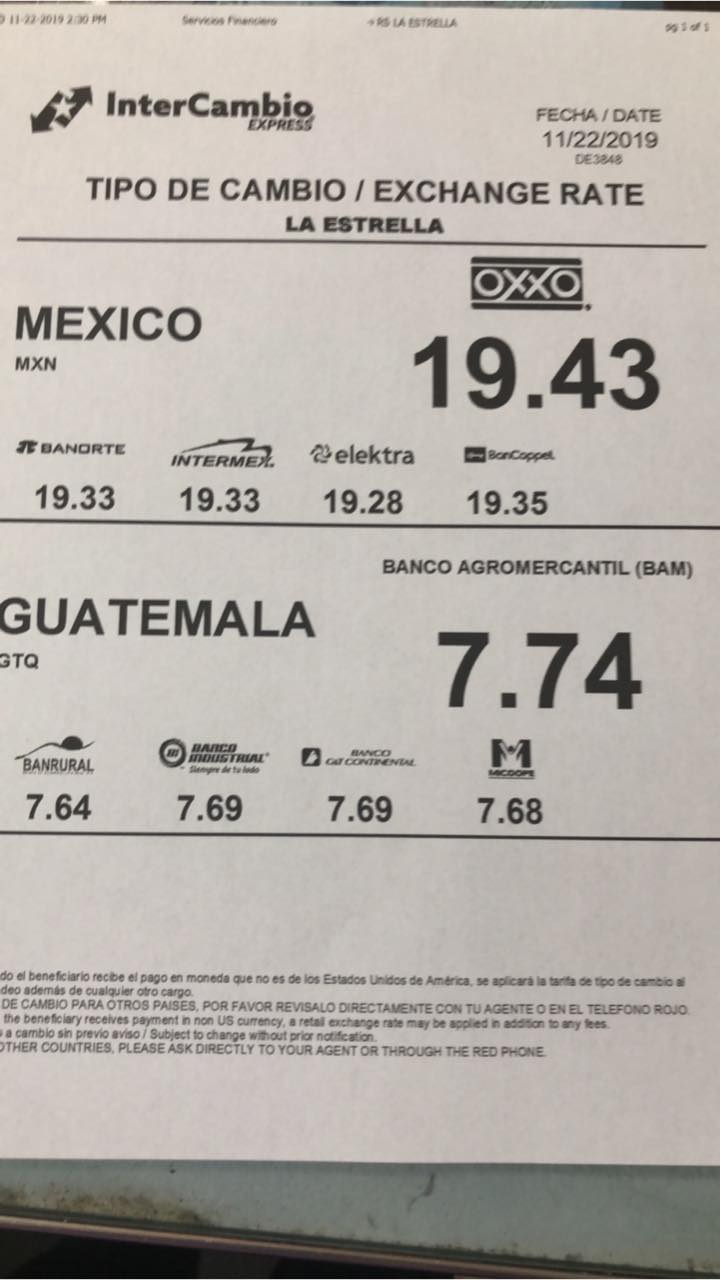 11-22-2019 2:30 PM Servicios Financiero →RS LA ESTRELLA pg 1 of 1
InterCambio
EXPRESS
FECHA / DATE
11/22/2019
DE3848
TIPO DE CAMBIO / EXCHANGE RATE
LA ESTRELLA
OXXO
MEXICO
MXN
19.43
BANORTE INTERMEX. elektra BanCoppel
19.33 19.33 19.28 19.35
BANCO AGROMERCANTIL (BAM)
GUATEMALA
GTQ
7.74
BANRURAL
BANCO
INDUSTRIAL
Siempre de tu lado
BANCO
G&T CONTINENTAL
MICOOPE
7.64 7.69 7.69 7.68
do el beneficiario recibe el pago en moneda que no es de los Estados Unidos de América, se aplicará la tarifa de tipo de cambio al
deo además de cualquier otro cargo.
DE CAMBIO PARA OTROS PAISES, POR FAVOR REVISALO DIRECTAMENTE CON TU AGENTE O EN EL TELEFONO ROJO.
the beneficiary receives payment in non US currency, a retail exchange rate may be applied in addition to any fees.
a cambio sin previo aviso / Subject to change without prior notification.
OTHER COUNTRIES, PLEASE ASK DIRECTLY TO YOUR AGENT OR THROUGH THE RED PHONE.